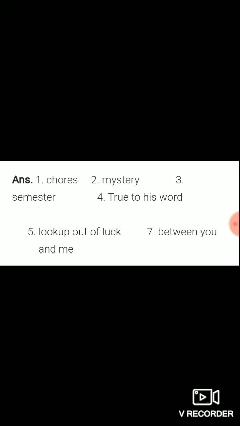 Ans. 1. chores 2. mystery 3.
semester 4. True to his word
5. lookup out of luck 7. between you
and me
V RECORDER